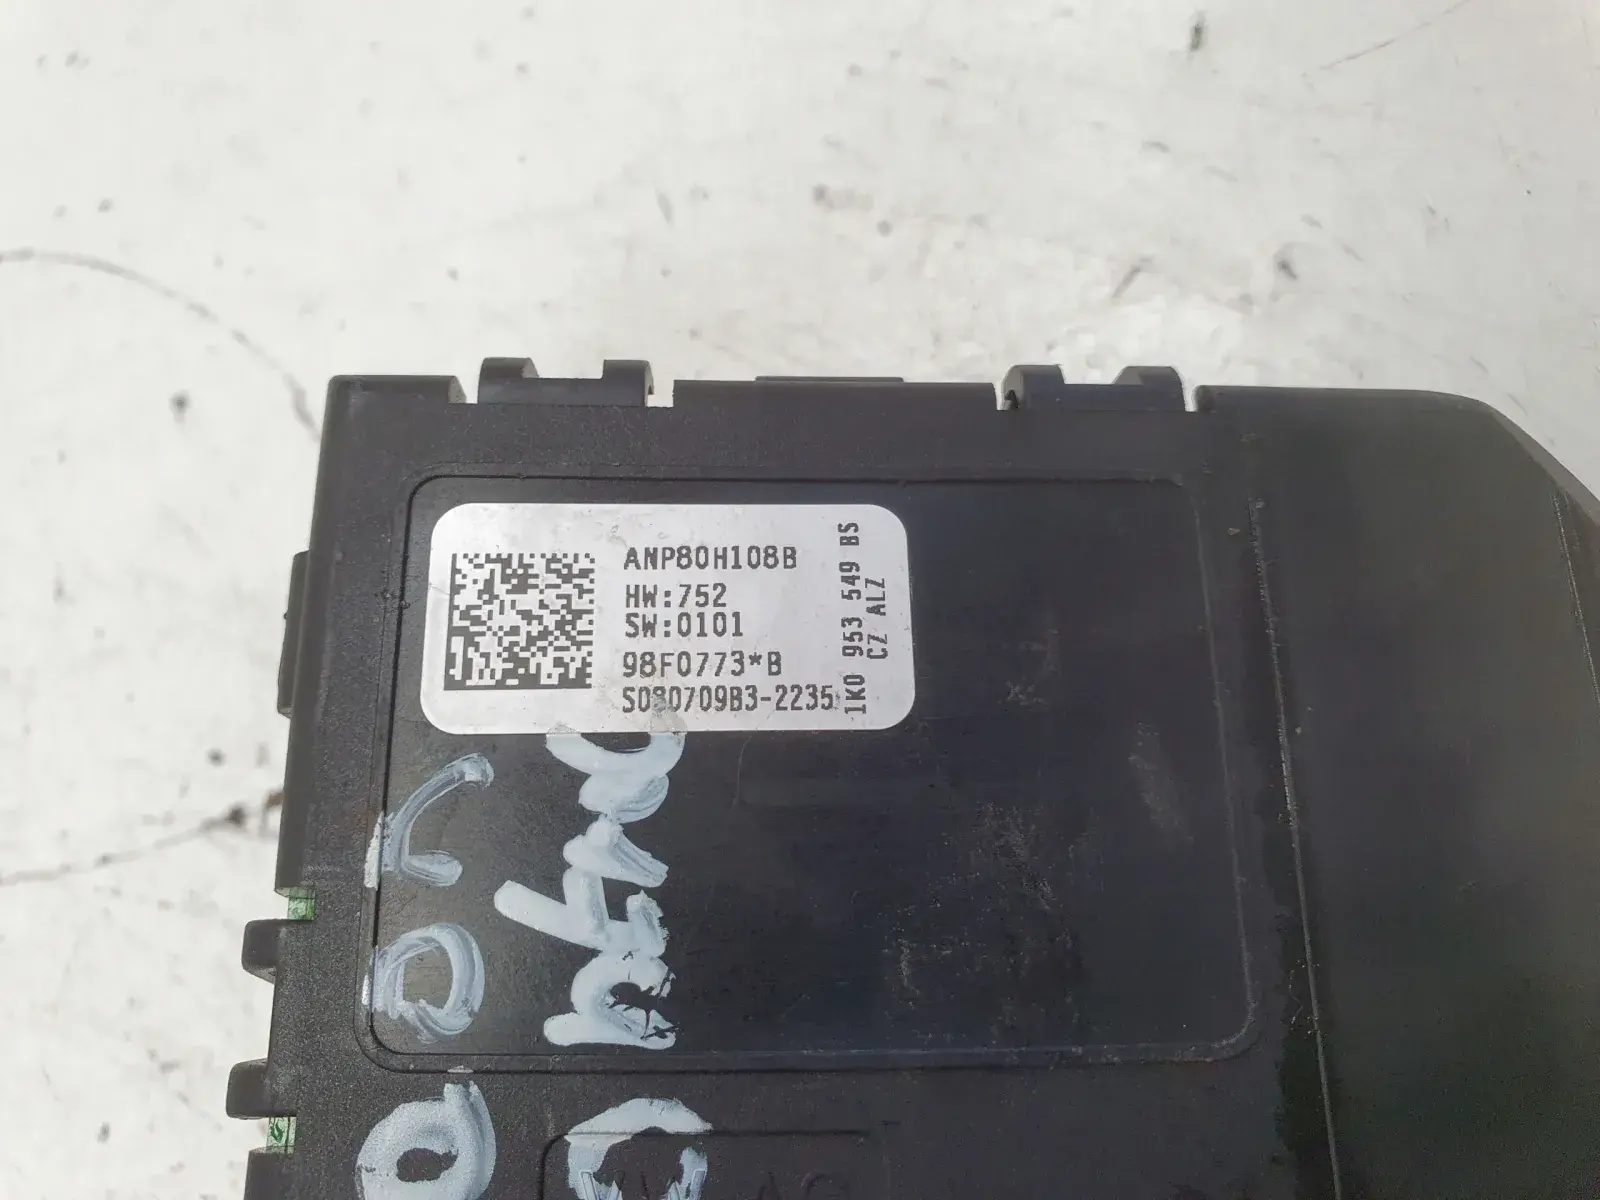 ANP80H108B
HW:752
SW:0101
98F0773*B
S080709B3-2235
1K0 953 549 BS
CZ ALZ